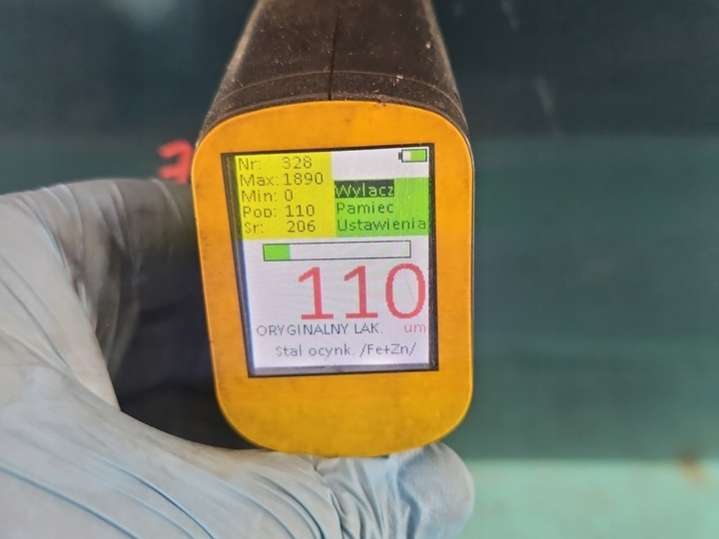 Nr: 328
Max: 1890
Min: 0
Pop: 110
Sr: 206
Wylacz
Pamiec
Ustawienia
110
ORYGINALNY LAK. um
Stal ocynk. /Fe+Zn/